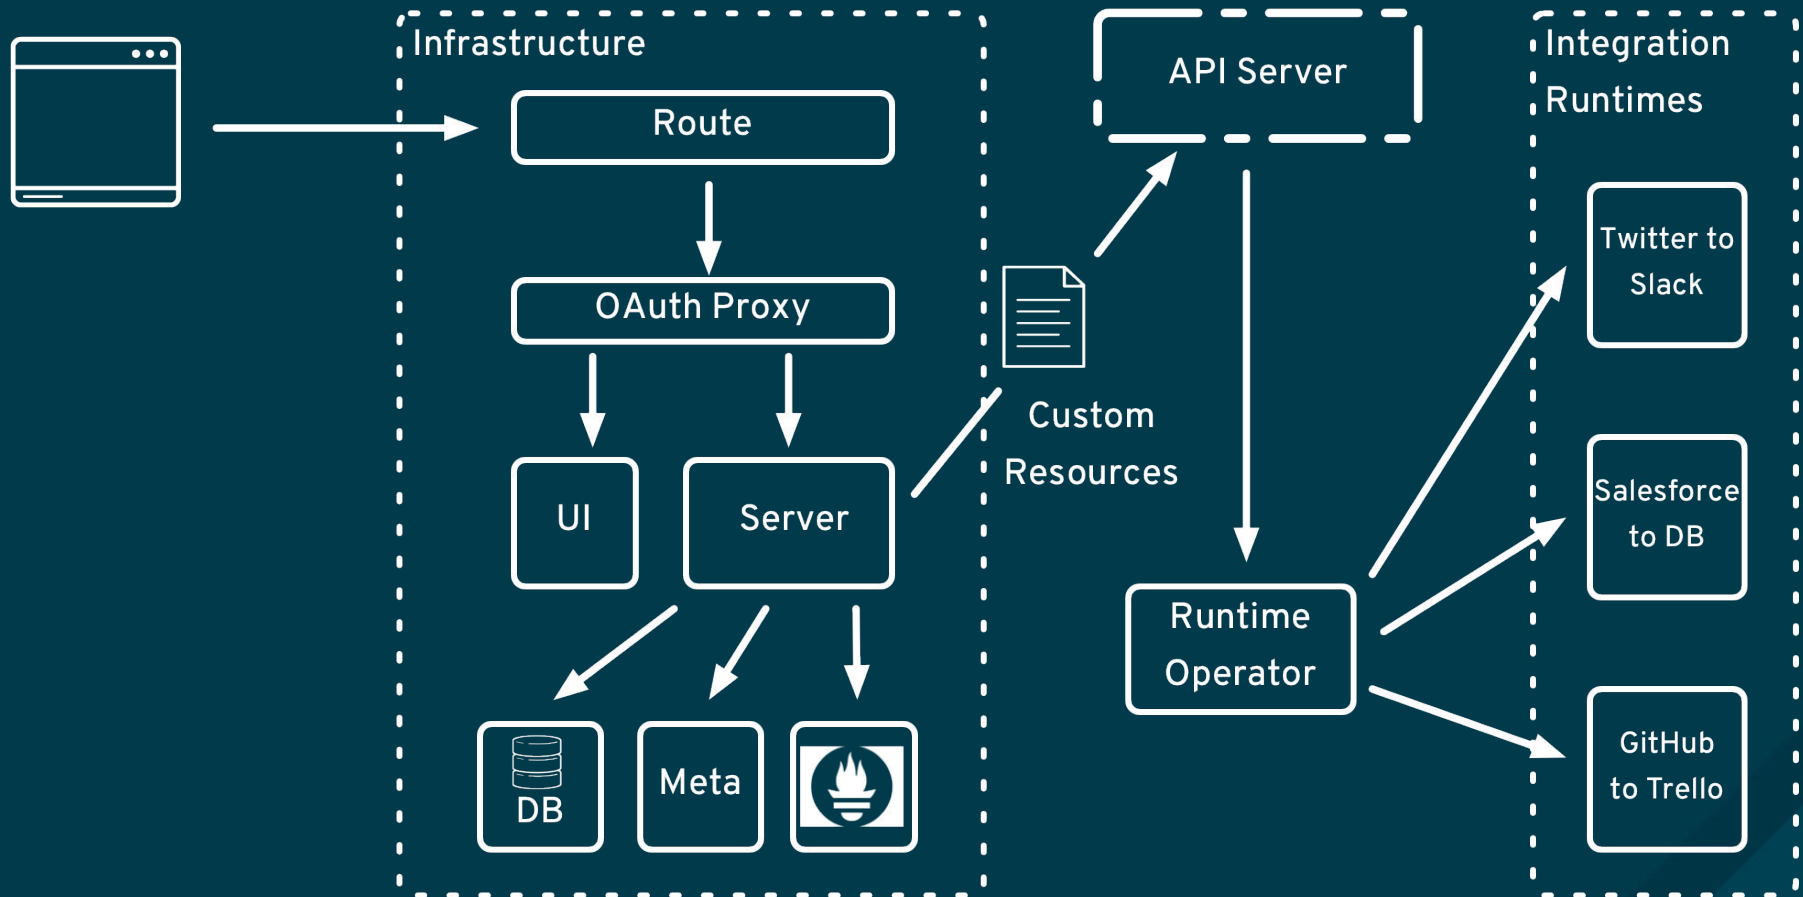 Infrastructure
Route
OAuth Proxy
UI
Server
DB
Meta
Custom
Resources
API Server
Runtime
Operator
Integration
Runtimes
Twitter to
Slack
Salesforce
to DB
GitHub
to Trello